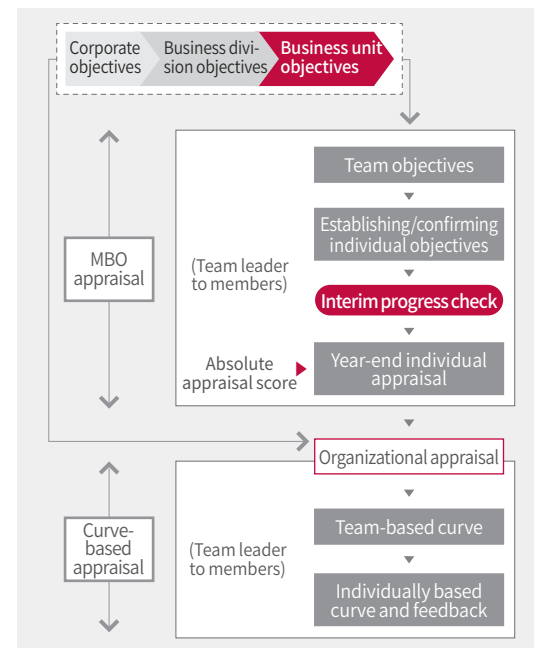 Corporate
objectives
Business divi-
sion objectives
Business unit
objectives
MBO
appraisal
(Team leader
to members)
Team objectives
Establishing/confirming
individual objectives
Interim progress check
Absolute
appraisal score
Year-end individual
appraisal
Organizational appraisal
Curve-
based
appraisal
(Team leader
to members)
Team-based curve
Individually based
curve and feedback